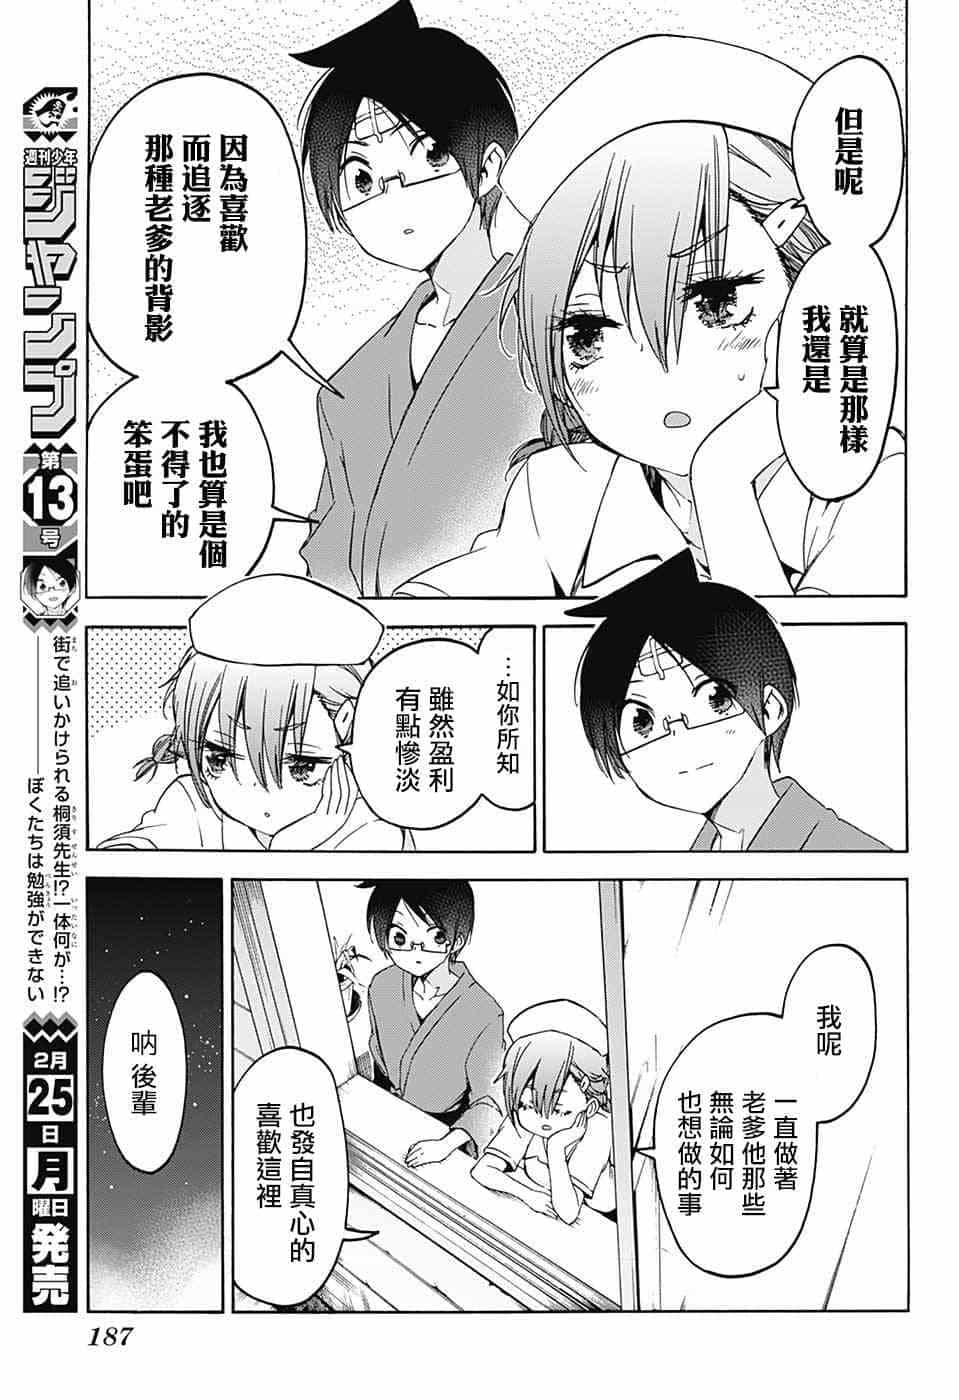 但是呢
就算是那樣
我還是
因為喜歡
而追逐
那種老爹的背影
我也算是個
不得了的
笨蛋吧
…如你所知
雖然盈利
有點慘淡
我呢
一直做著
老爹他那些
無論如何
也想做的事
也發自真心的
喜歡這裡
吶後輩
週刊少年
ジャンプ
第
13
号
街で追いかけられる桐須先生!?一体何が…!?
ぼくたちは勉強ができない
2月
25
日
月
曜日
発売
187